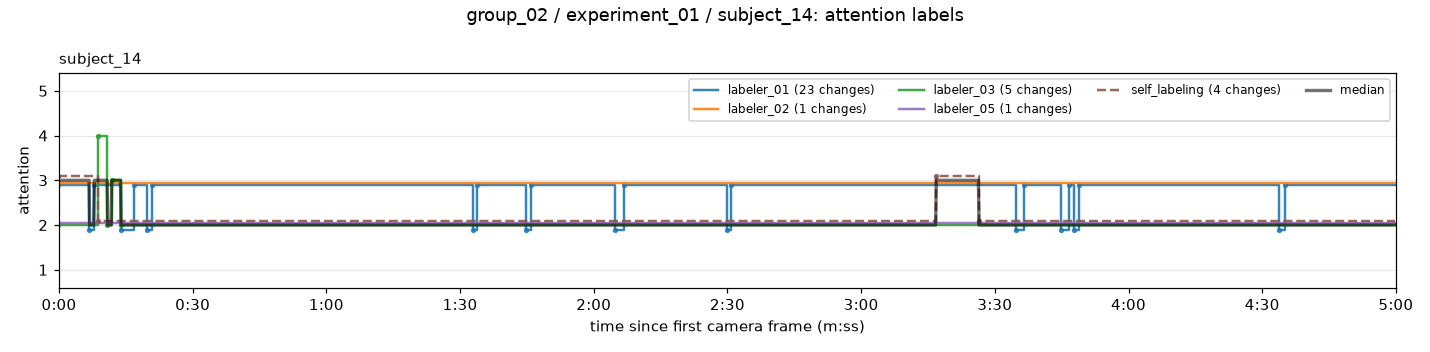 group_02 / experiment_01 / subject_14: attention labels
subject_14
labeler_01 (23 changes)
labeler_02 (1 changes)
labeler_03 (5 changes)
labeler_05 (1 changes)
self_labeling (4 changes)
median
attention
5
4
3
2
1
0:00 0:30 1:00 1:30 2:00 2:30 3:00 3:30 4:00 4:30 5:00
time since first camera frame (m:ss)